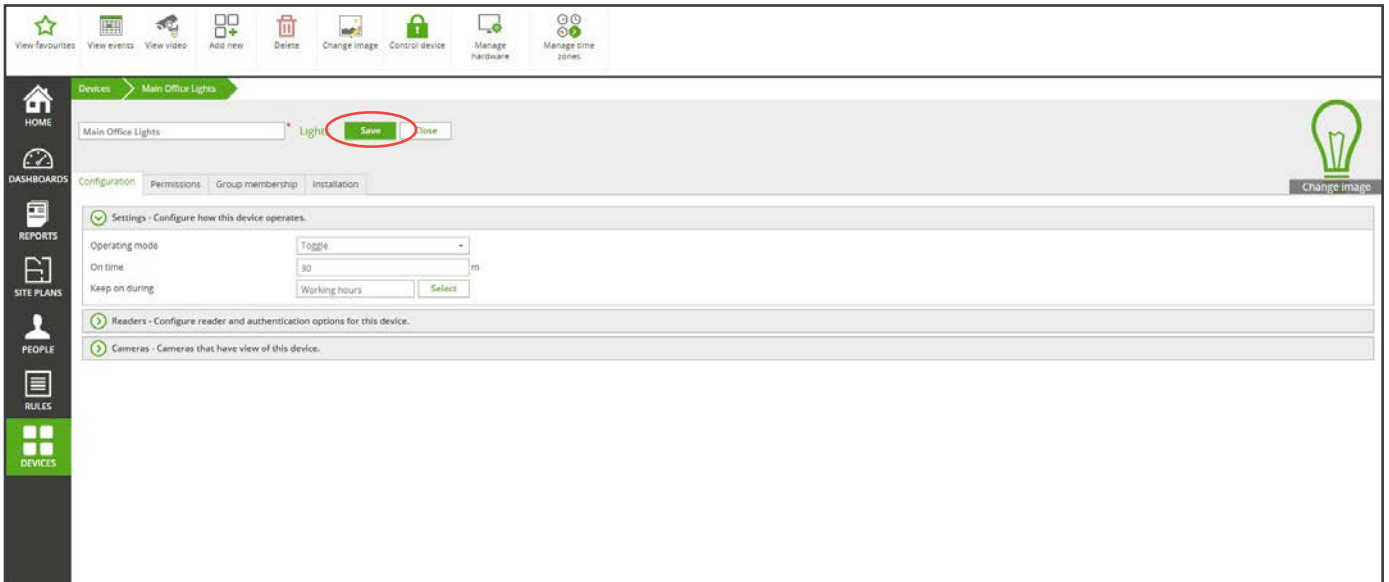 View favourites View events View video Add new Delete Change image Control device Manage hardware Manage time zones
HOME
DASHBOARDS
REPORTS
SITE PLANS
PEOPLE
RULES
DEVICES
Devices Main Office Lights
Main Office Lights * Light Save Close
Change image
Configuration Permissions Group membership Installation
Settings - Configure how this device operates.
Operating mode Toggle
On time 30 m
Keep on during Working hours Select
Readers - Configure reader and authentication options for this device.
Cameras - Cameras that have view of this device.